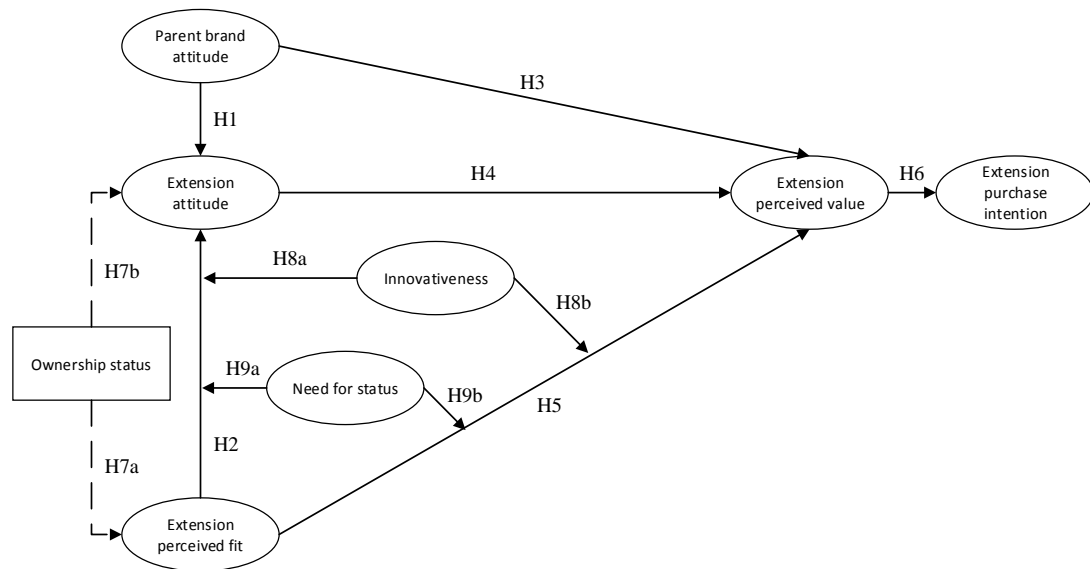 Parent brand
attitude
H3
H1
Extension
attitude
H4
Extension
perceived value
H6
Extension
purchase
intention
H7b
H8a
Innovativeness
H8b
Ownership status
H9a
Need for status
H9b
H5
H2
H7a
Extension
perceived fit